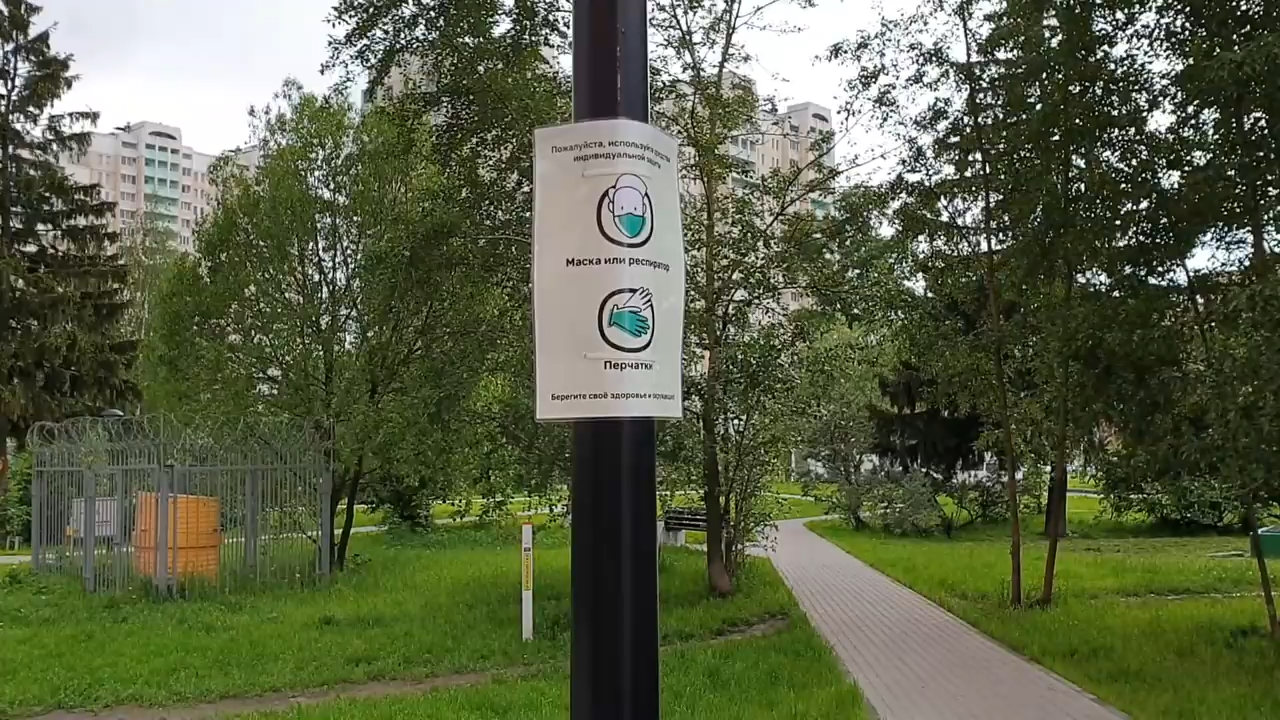 Пожалуйста, используйте средства
индивидуальной защиты
Маска или респиратор
Перчатки
Берегите своё здоровье и окружающих